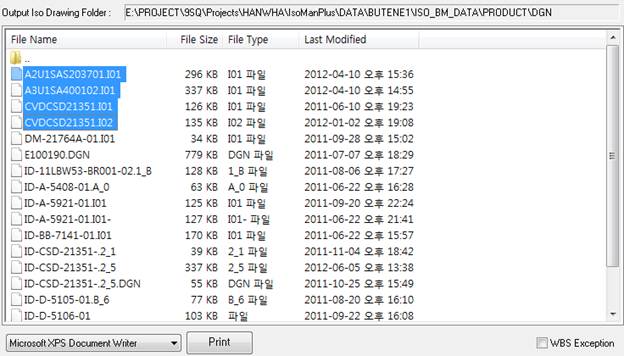 Output Iso Drawing Folder : E:\PROJECT\9SQ\Projects\HANWHA\IsoManPlus\DATA\BUTENE1\ISO_BM_DATA\PRODUCT\DGN
File Name File Size File Type Last Modified
..
A2U1SAS203701.I01 296 KB I01 파일 2012-04-10 오후 15:36
A3U1SA400102.I01 337 KB I01 파일 2012-04-10 오후 14:55
CVDCSD21351.I01 126 KB I01 파일 2011-06-10 오후 19:23
CVDCSD21351.I02 135 KB I02 파일 2012-01-02 오후 19:08
DM-21764A-01.I01 34 KB I01 파일 2011-09-28 오후 15:02
E100190.DGN 779 KB DGN 파일 2011-07-07 오후 18:29
ID-11LBW53-BR001-02.1_B 128 KB 1_B 파일 2011-08-06 오후 17:27
ID-A-5408-01.A_0 63 KB A_0 파일 2011-06-22 오후 16:28
ID-A-5921-01.I01 125 KB I01 파일 2011-09-20 오후 22:24
ID-A-5921-01.I01- 127 KB I01- 파일 2011-06-22 오후 21:41
ID-BB-7141-01.I01 170 KB I01 파일 2011-06-22 오후 15:57
ID-CSD-21351-.2_1 39 KB 2_1 파일 2011-11-04 오후 18:42
ID-CSD-21351-.2_5 337 KB 2_5 파일 2012-06-05 오후 13:38
ID-CSD-21351-.2_5.DGN 55 KB DGN 파일 2011-10-25 오후 15:49
ID-D-5105-01.B_6 77 KB B_6 파일 2011-08-20 오후 16:10
ID-D-5106-01 103 KB 파일 2011-09-22 오후 16:08
Microsoft XPS Document Writer Print WBS Exception